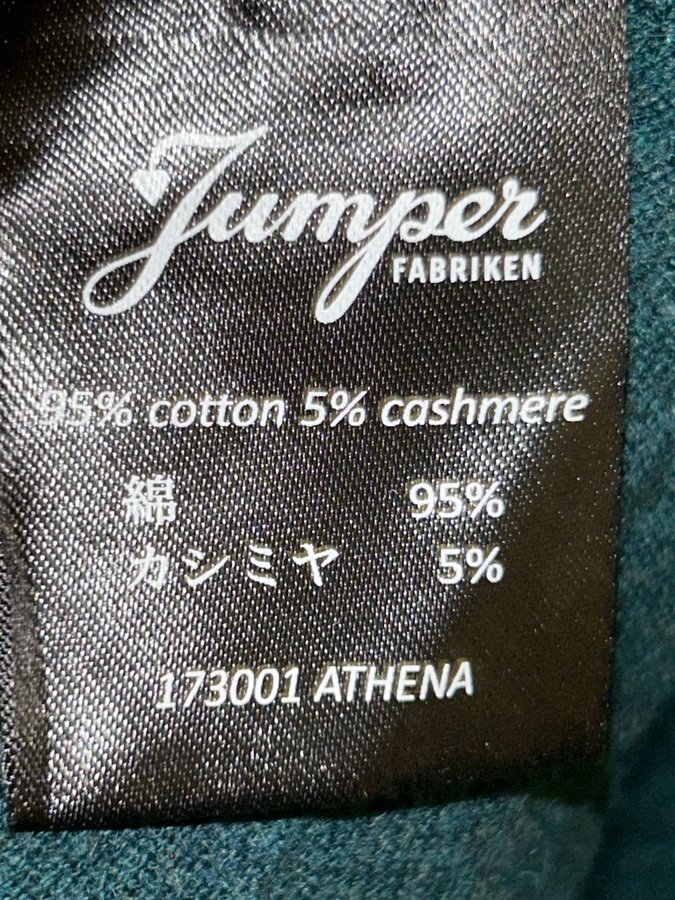 Jumper
FABRIKEN
95% cotton 5% cashmere
綿 95%
カシミヤ 5%
173001 ATHENA